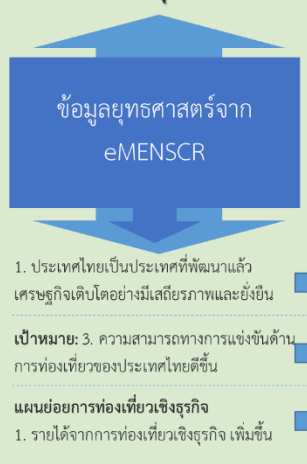 ข้อมูลยุทธศาสตร์จาก
eMENSCR
1. ประเทศไทยเป็นประเทศที่พัฒนาแล้ว
เศรษฐกิจเติบโตอย่างมีเสถียรภาพและยั่งยืน
เป้าหมาย: 3. ความสามารถทางการแข่งขันด้าน
การท่องเที่ยวของประเทศไทยดีขึ้น
แผนย่อยการท่องเที่ยวเชิงธุรกิจ
1. รายได้จากการท่องเที่ยวเชิงธุรกิจ เพิ่มขึ้น